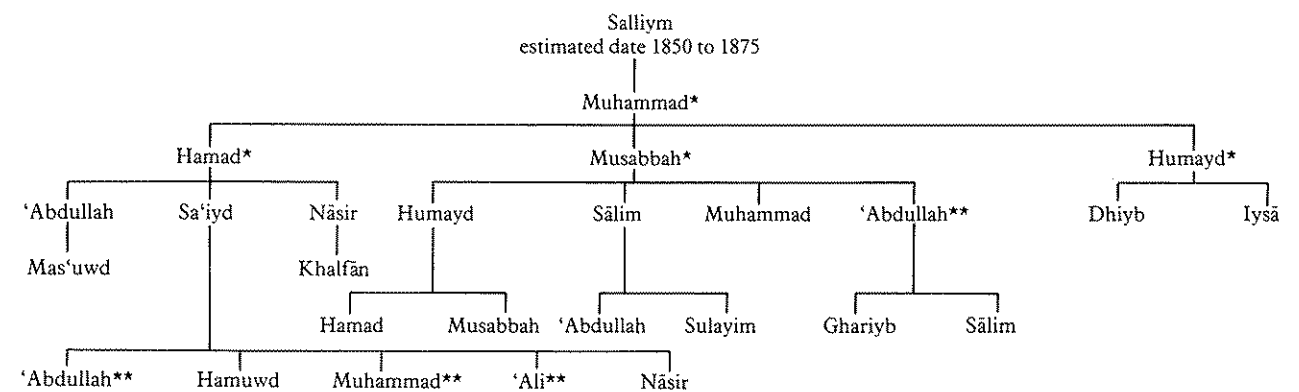 Salliym
estimated date 1850 to 1875
Muhammad*
Hamad* Musabbah* Humayd*
‘Abdullah Sa‘iyd Nāsir Humayd Sālim Muhammad ‘Abdullah** Dhiyb Iysā
Mas‘uwd Khalfān
Hamad Musabbah ‘Abdullah Sulayim Ghariyb Sālim
‘Abdullah** Hamuwd Muhammad** ‘Ali** Nāsir